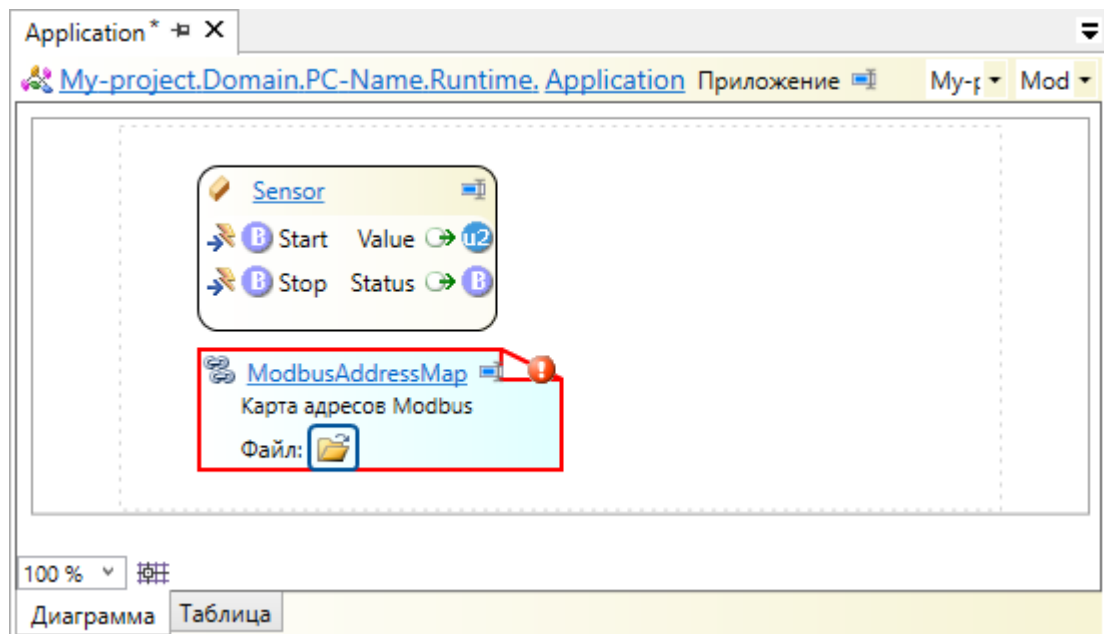 Application*
My-project.Domain.PC-Name.Runtime. Application Приложение My-p Mod
Sensor
B Start Value u2
B Stop Status B
ModbusAddressMap
Карта адресов Modbus
Файл:
100 %
Диаграмма Таблица